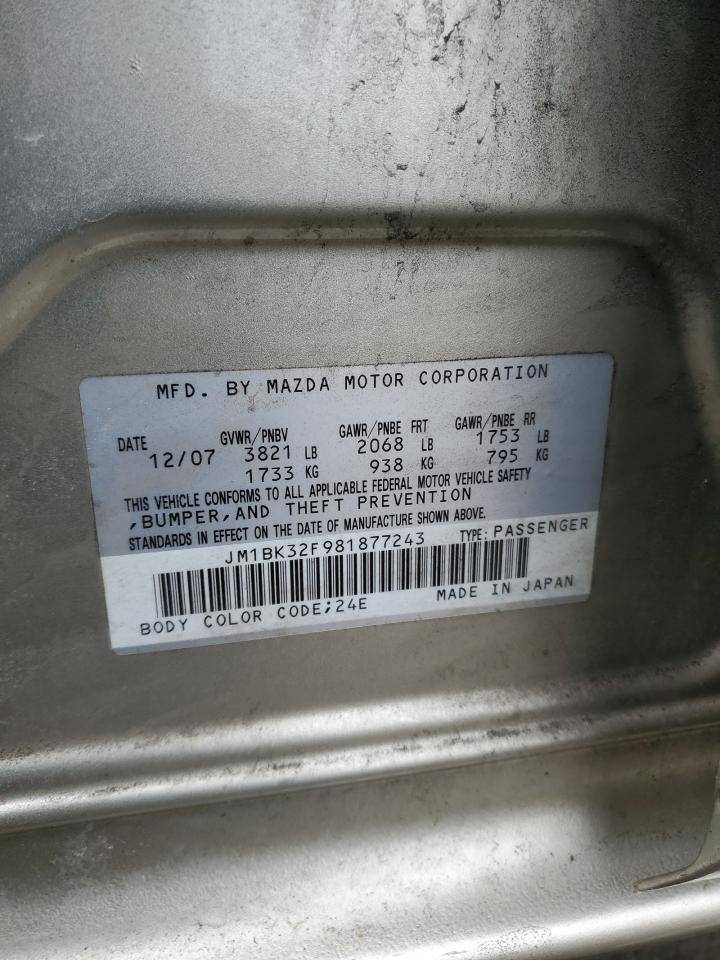 MFD. BY MAZDA MOTOR CORPORATION
DATE GVWR/PNBV GAWR/PNBE FRT GAWR/PNBE RR
12/07 3821 LB 2068 LB 1753 LB
1733 KG 938 KG 795 KG
THIS VEHICLE CONFORMS TO ALL APPLICABLE FEDERAL MOTOR VEHICLE SAFETY
,BUMPER,AND THEFT PREVENTION
STANDARDS IN EFFECT ON THE DATE OF MANUFACTURE SHOWN ABOVE.
JM1BK32F981877243 TYPE: PASSENGER
BODY COLOR CODE;24E MADE IN JAPAN